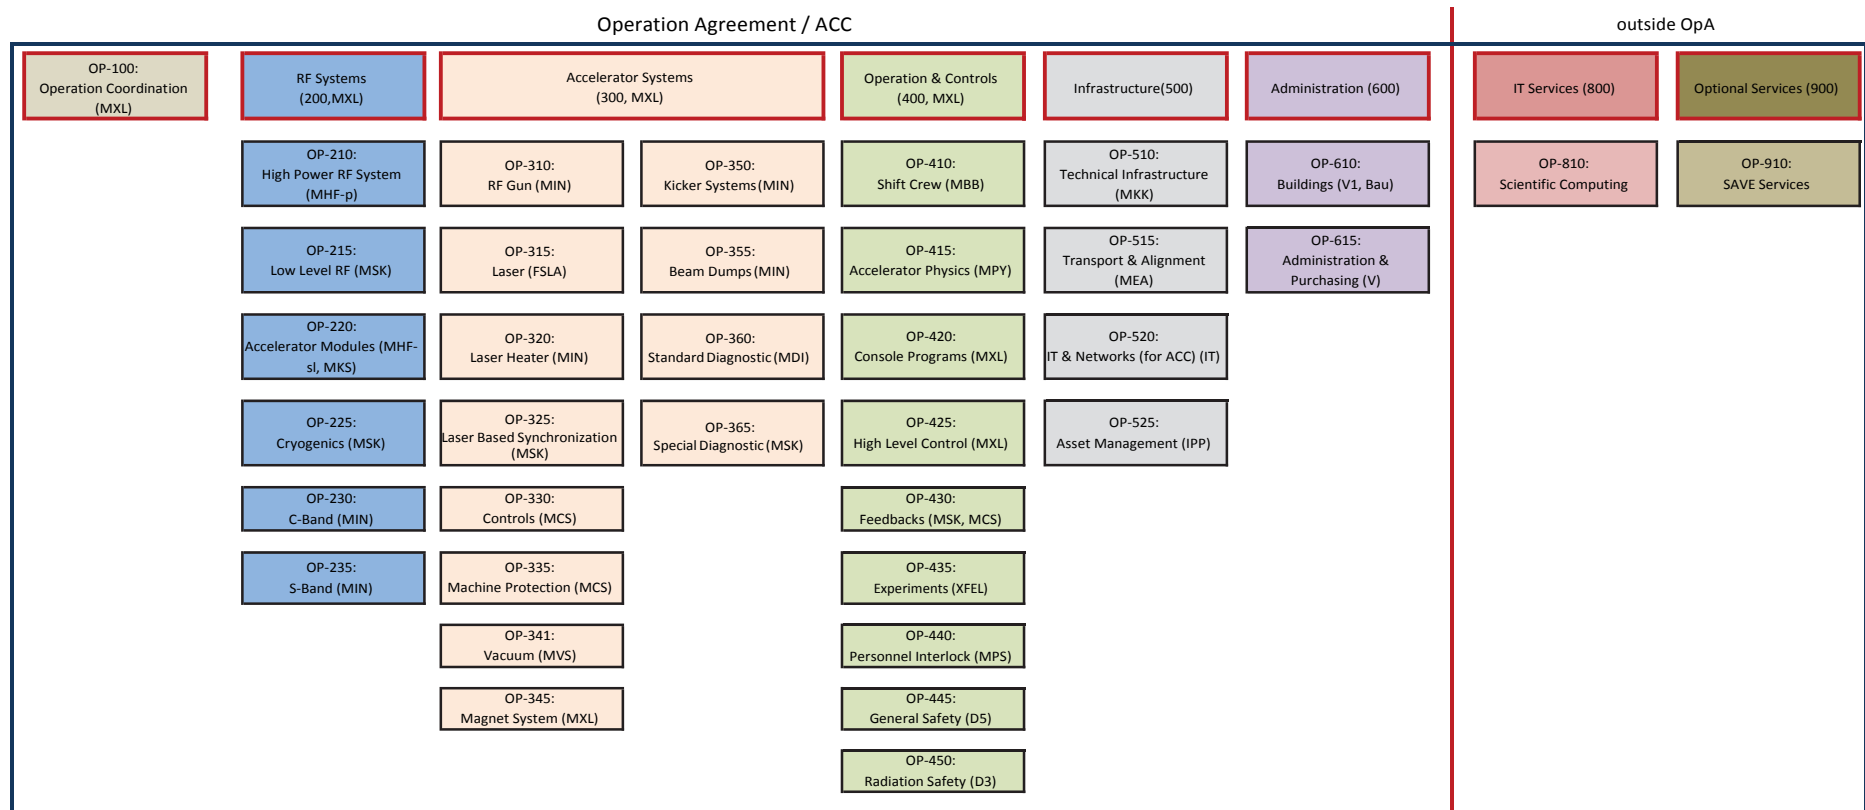 Operation Agreement / ACC
outside OpA
OP-100:
Operation Coordination
(MXL)
RF Systems
(200,MXL)
Accelerator Systems
(300, MXL)
Operation & Controls
(400, MXL)
Infrastructure(500)
Administration (600)
IT Services (800)
Optional Services (900)
OP-210:
High Power RF System
(MHF-p)
OP-310:
RF Gun (MIN)
OP-350:
Kicker Systems (MIN)
OP-410:
Shift Crew (MBB)
OP-510:
Technical Infrastructure
(MKK)
OP-610:
Buildings (V1, Bau)
OP-810:
Scientific Computing
OP-910:
SAVE Services
OP-215:
Low Level RF (MSK)
OP-315:
Laser (FSLA)
OP-355:
Beam Dumps (MIN)
OP-415:
Accelerator Physics (MPY)
OP-515:
Transport & Alignment
(MEA)
OP-615:
Administration &
Purchasing (V)
OP-220:
Accelerator Modules (MHF-
sl, MKS)
OP-320:
Laser Heater (MIN)
OP-360:
Standard Diagnostic (MDI)
OP-420:
Console Programs (MXL)
OP-520:
IT & Networks (for ACC) (IT)
OP-225:
Cryogenics (MSK)
OP-325:
Laser Based Synchronization
(MSK)
OP-365:
Special Diagnostic (MSK)
OP-425:
High Level Control (MXL)
OP-525:
Asset Management (IPP)
OP-230:
C-Band (MIN)
OP-330:
Controls (MCS)
OP-430:
Feedbacks (MSK, MCS)
OP-235:
S-Band (MIN)
OP-335:
Machine Protection (MCS)
OP-435:
Experiments (XFEL)
OP-341:
Vacuum (MVS)
OP-440:
Personnel Interlock (MPS)
OP-345:
Magnet System (MXL)
OP-445:
General Safety (D5)
OP-450:
Radiation Safety (D3)